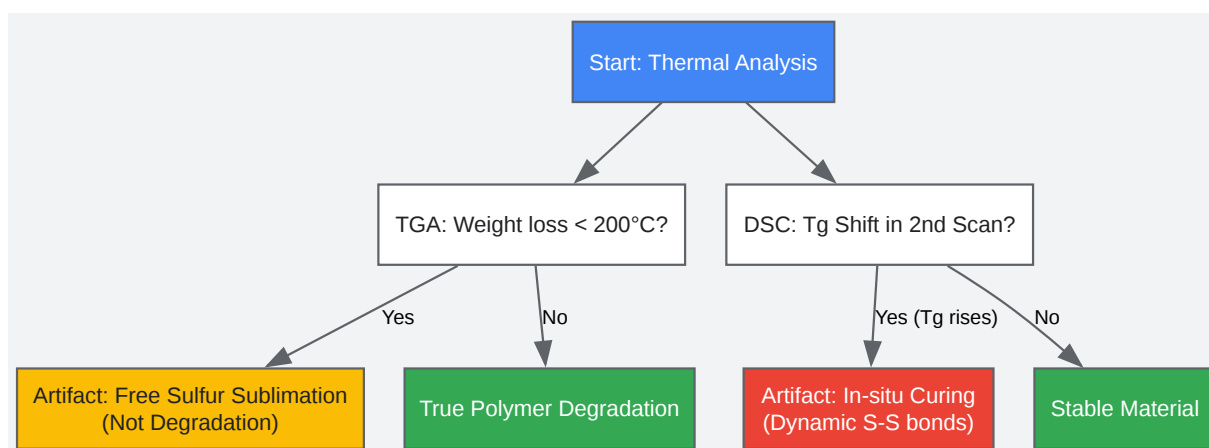 Start: Thermal Analysis
TGA: Weight loss < 200°C?
DSC: Tg Shift in 2nd Scan?
Yes
No
Yes (Tg rises)
No
Artifact: Free Sulfur Sublimation
(Not Degradation)
True Polymer Degradation
Artifact: In-situ Curing
(Dynamic S-S bonds)
Stable Material